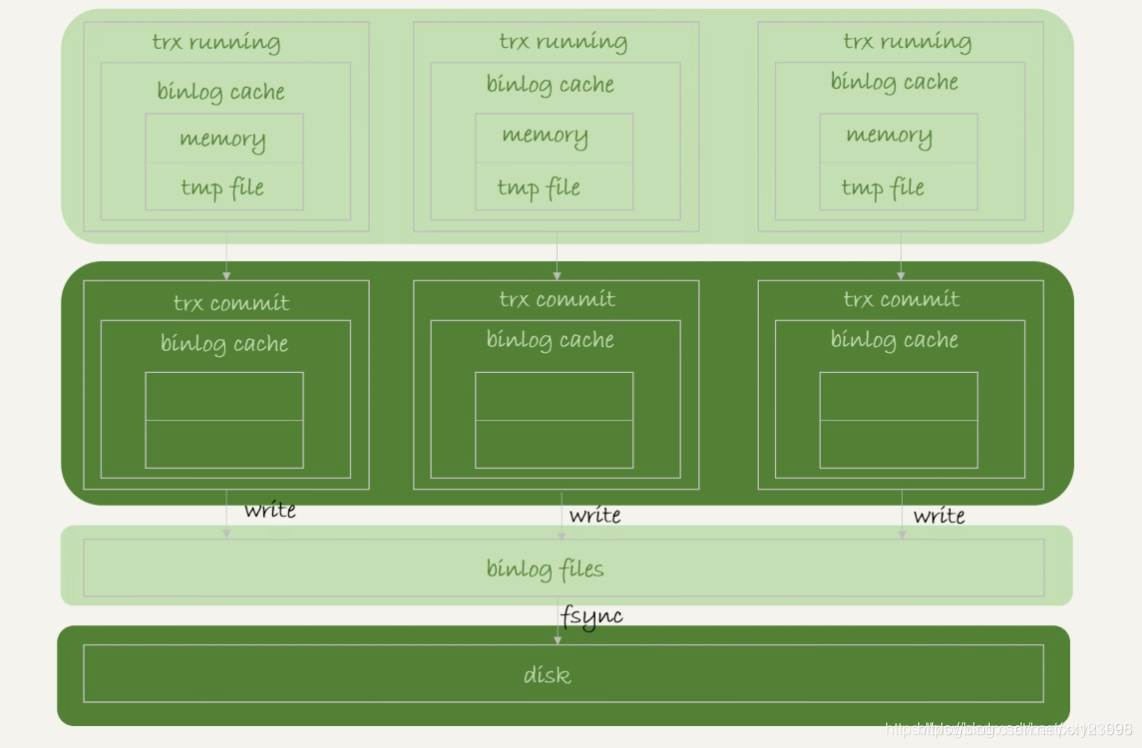 trx running trx running trx running
binlog cache binlog cache binlog cache
memory memory memory
tmp file tmp file tmp file
trx commit trx commit trx commit
binlog cache binlog cache binlog cache
write write write
binlog files
fsync
disk